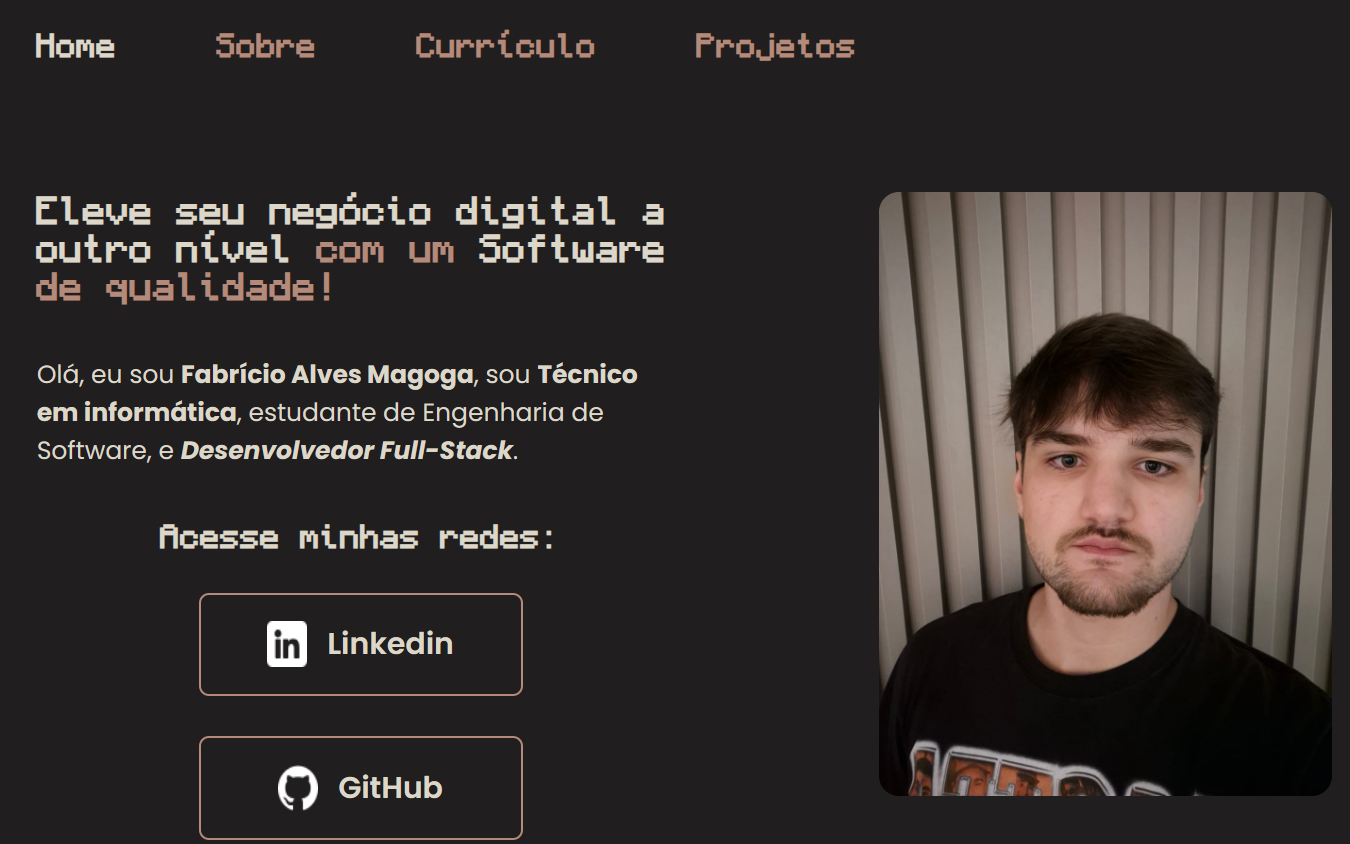 Home Sobre Currículo Projetos
Eleve seu negócio digital a
outro nível com um Software
de qualidade!
Olá, eu sou Fabrício Alves Magoga, sou Técnico
em informática, estudante de Engenharia de
Software, e Desenvolvedor Full-Stack.
Acesse minhas redes:
in Linkedin
GitHub